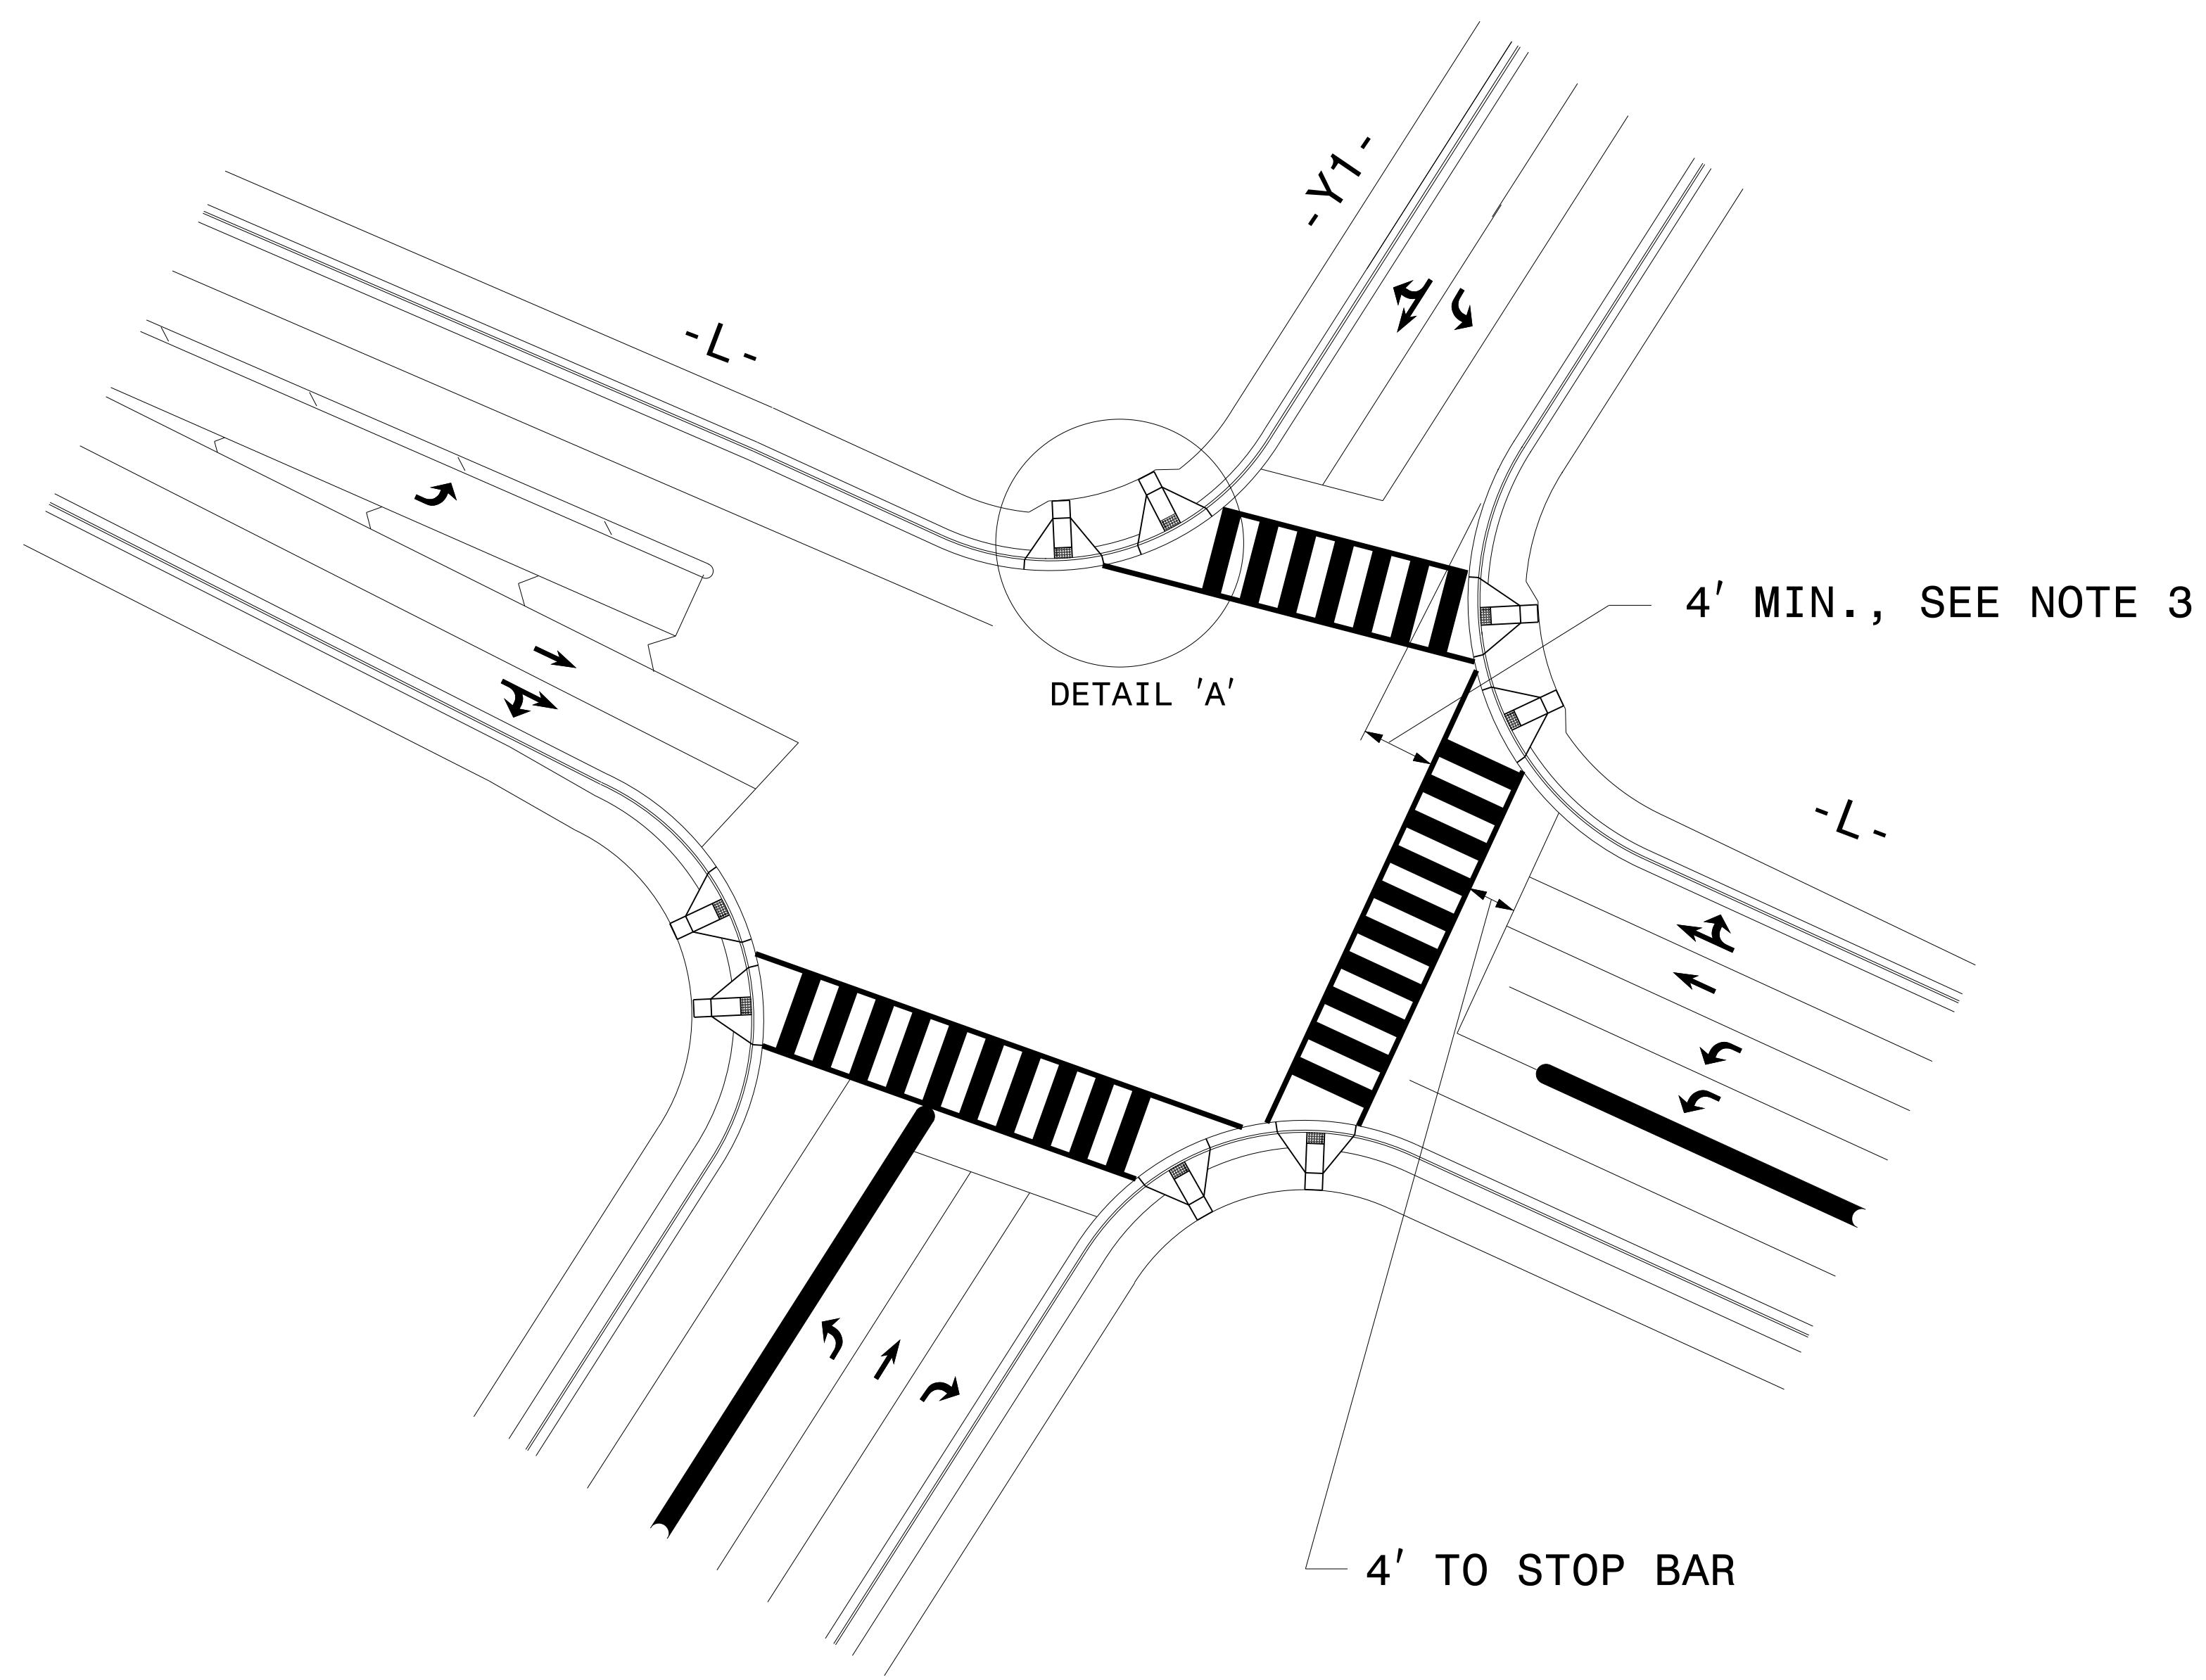 -Y1-
-L-
4' MIN., SEE NOTE 3
DETAIL 'A'
-L-
4' TO STOP BAR